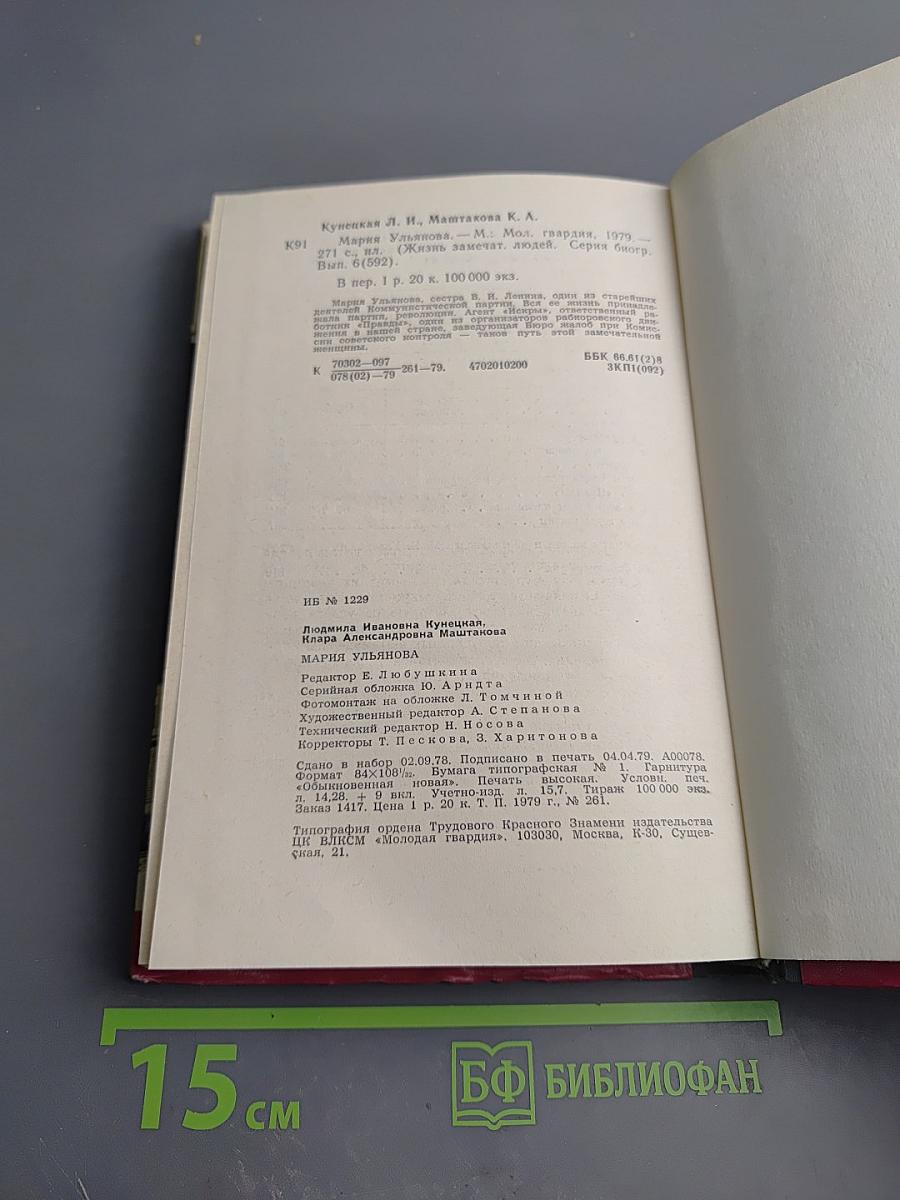 Кунецкая Л. И., Маштакова К. А.
К91 Мария Ульянова. — М.: Мол. гвардия, 1979. —
271 с., ил. (Жизнь замечат. людей. Серия биогр.
Вып. 6(592).
В пер. 1 р. 20 к. 100 000 экз.
Мария Ульянова, сестра В. И. Ленина, один из старейших
деятелей Коммунистической партии. Вся ее жизнь принадле-
жала партии, революции. Агент «Искры», ответственный ра-
ботник «Правды», один из организаторов рабкоровского дви-
жения в нашей стране, заведующая Бюро жалоб при Комис-
сии советского контроля — таков путь этой замечательной
женщины.
К 70302—097
078(02)—79 261—79. 4702010200
ББК 66.61(2)8
3КП1(092)
ИБ № 1229
Людмила Ивановна Кунецкая,
Клара Александровна Маштакова
МАРИЯ УЛЬЯНОВА
Редактор Е. Любушкина
Серийная обложка Ю. Арндта
Фотомонтаж на обложке Л. Томчиной
Художественный редактор А. Степанова
Технический редактор Н. Носова
Корректоры Т. Пескова, З. Харитонова
Сдано в набор 02.09.78. Подписано в печать 04.04.79. А00078.
Формат 84×108¹/₃₂. Бумага типографская № 1. Гарнитура
«Обыкновенная новая». Печать высокая. Условн. печ.
л. 14,28. + 9 вкл. Учетно-изд. л. 15,7. Тираж 100 000 экз.
Заказ 1417. Цена 1 р. 20 к. Т. П. 1979 г., № 261.
Типография ордена Трудового Красного Знамени издательства
ЦК ВЛКСМ «Молодая гвардия». 103030, Москва, К-30, Сущев-
ская, 21.
15 см
БФ БИБЛИОФАН